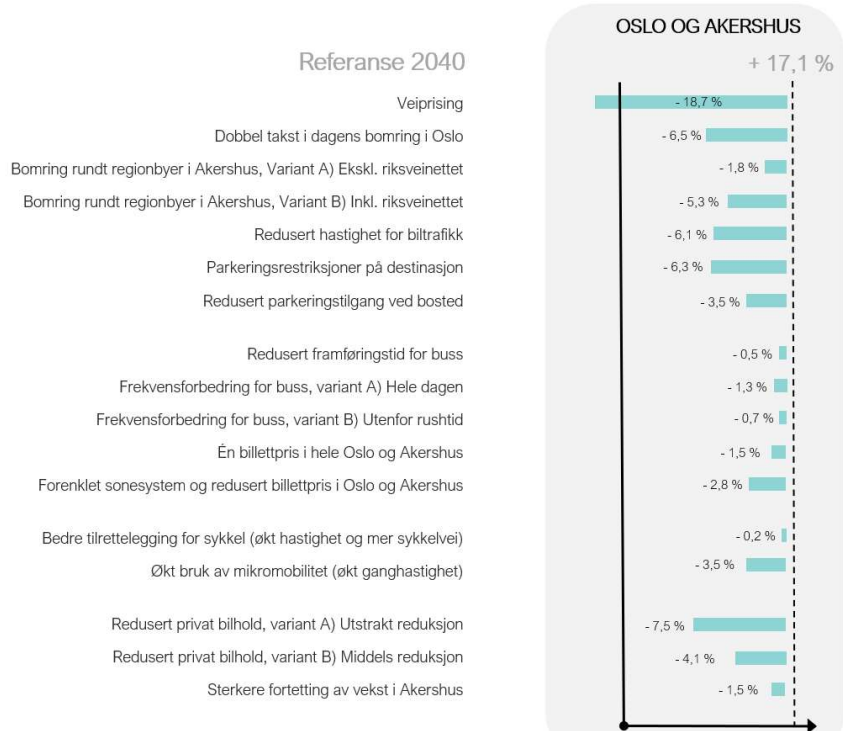 OSLO OG AKERSHUS
Referanse 2040 + 17,1 %
Veiprising - 18,7 %
Dobbel takst i dagens bomring i Oslo - 6,5 %
Bomring rundt regionbyer i Akershus, Variant A) Ekskl. riksveinettet - 1,8 %
Bomring rundt regionbyer i Akershus, Variant B) Inkl. riksveinettet - 5,3 %
Redusert hastighet for biltrafikk - 6,1 %
Parkeringsrestriksjoner på destinasjon - 6,3 %
Redusert parkeringstilgang ved bosted - 3,5 %
Redusert framføringstid for buss - 0,5 %
Frekvensforbedring for buss, variant A) Hele dagen - 1,3 %
Frekvensforbedring for buss, variant B) Utenfor rushtid - 0,7 %
Én billettpris i hele Oslo og Akershus - 1,5 %
Forenklet sonesystem og redusert billettpris i Oslo og Akershus - 2,8 %
Bedre tilrettelegging for sykkel (økt hastighet og mer sykkelvei) - 0,2 %
Økt bruk av mikromobilitet (økt ganghastighet) - 3,5 %
Redusert privat bilhold, variant A) Utstrakt reduksjon - 7,5 %
Redusert privat bilhold, variant B) Middels reduksjon - 4,1 %
Sterkere fortetting av vekst i Akershus - 1,5 %